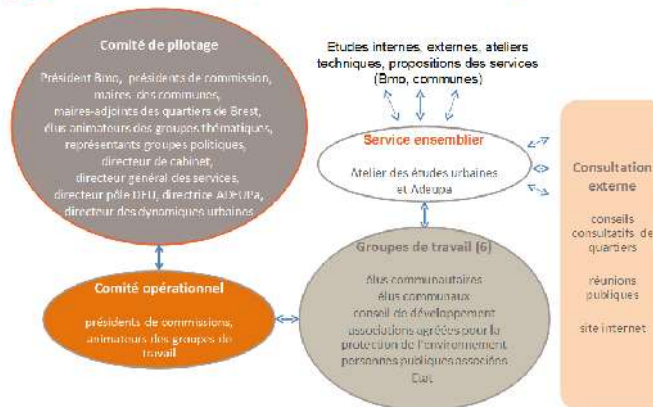 Comité de pilotage
Président Bmo, présidents de commission,
maires des communes,
maires-adjoints des quartiers de Brest,
élus animateurs des groupes thématiques,
représentants groupes politiques,
directeur de cabinet,
directeur général des services,
directeur pôle DEU, directrice ADEUPa,
directeur des dynamiques urbaines
Etudes internes, externes, ateliers
techniques, propositions des services
(Bmo, communes)
Service ensemblier
Atelier des études urbaines
et Adeupa
Consultation
externe
conseils
consultatifs de
quartiers
réunions
publiques
site internet
Groupes de travail (6)
élus communautaires
élus communaux
conseil de développement
associations agréées pour la
protection de l'environnement
personnes publiques associées
Etat
Comité opérationnel
présidents de commissions,
animateurs des groupes de
travail